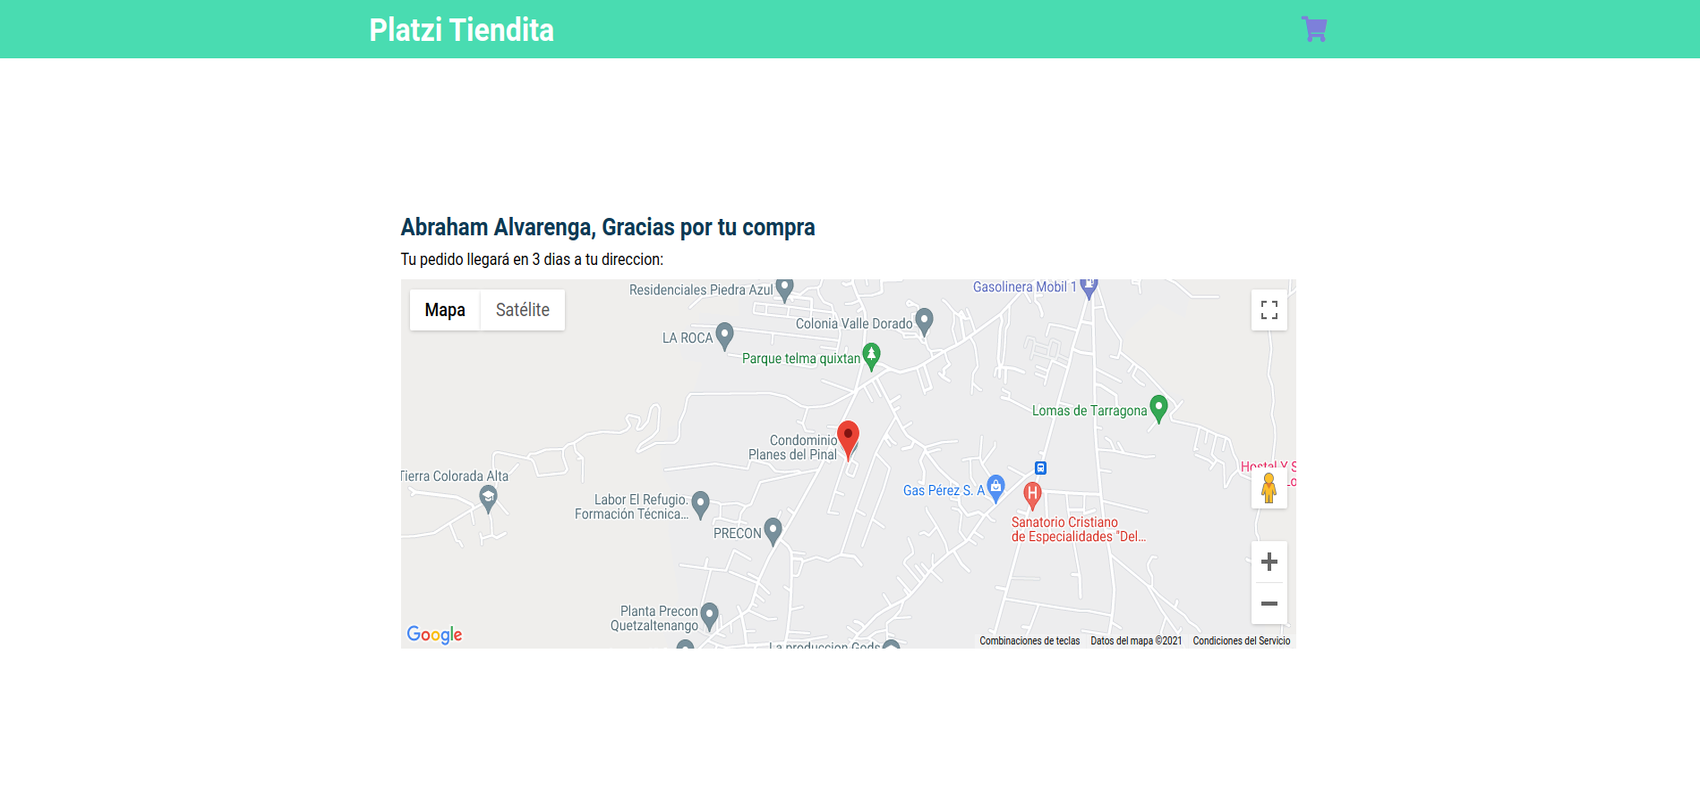 Platzi Tiendita
Abraham Alvarenga, Gracias por tu compra
Tu pedido llegará en 3 dias a tu direccion:
Mapa
Satélite
Residenciales Piedra Azul
Gasolinera Mobil 1
Colonia Valle Dorado
LA ROCA
Parque telma quixtan
Lomas de Tarragona
Condominio
Planes del Pinal
Hostal Y S
Lo
Tierra Colorada Alta
Gas Pérez S. A
Labor El Refugio.
Formación Técnica...
Sanatorio Cristiano
de Especialidades "Del...
PRECON
Planta Precon
Quetzaltenango
La produccion Gods
Google
Combinaciones de teclas
Datos del mapa ©2021
Condiciones del Servicio